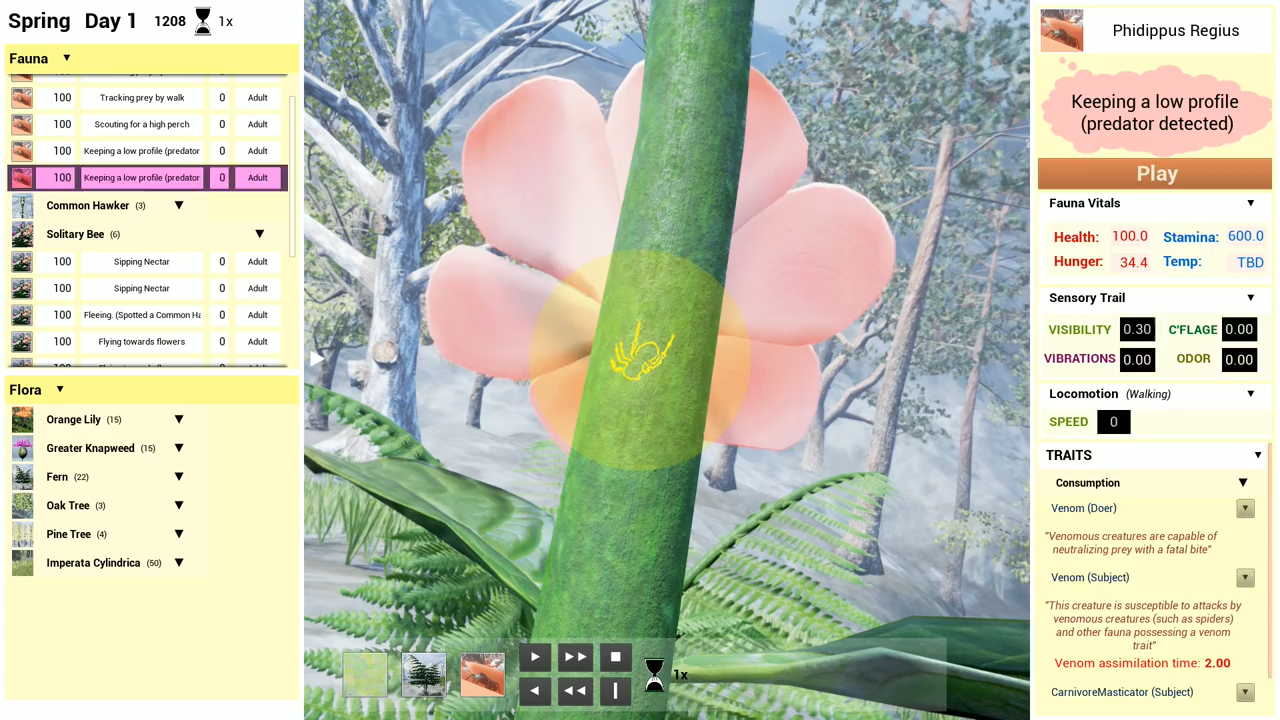 Spring Day 1 1208 1x
Fauna
100 Tracking prey by walk 0 Adult
100 Scouting for a high perch 0 Adult
100 Keeping a low profile (predator 0 Adult
100 Keeping a low profile (predator 0 Adult
Common Hawker (3)
Solitary Bee (6)
100 Sipping Nectar 0 Adult
100 Sipping Nectar 0 Adult
100 Fleeing. (Spotted a Common Ha 0 Adult
100 Flying towards flowers 0 Adult
Flora
Orange Lily (15)
Greater Knapweed (15)
Fern (22)
Oak Tree (3)
Pine Tree (4)
Imperata Cylindrica (50)
1x
Phidippus Regius
Keeping a low profile
(predator detected)
Play
Fauna Vitals
Health: 100.0 Stamina: 600.0
Hunger: 34.4 Temp: TBD
Sensory Trail
VISIBILITY 0.30 C'FLAGE 0.00
VIBRATIONS 0.00 ODOR 0.00
Locomotion (Walking)
SPEED 0
TRAITS
Consumption
Venom (Doer)
"Venomous creatures are capable of
neutralizing prey with a fatal bite"
Venom (Subject)
"This creature is susceptible to attacks by
venomous creatures (such as spiders)
and other fauna possessing a venom
trait"
Venom assimilation time: 2.00
CarnivoreMasticator (Subject)